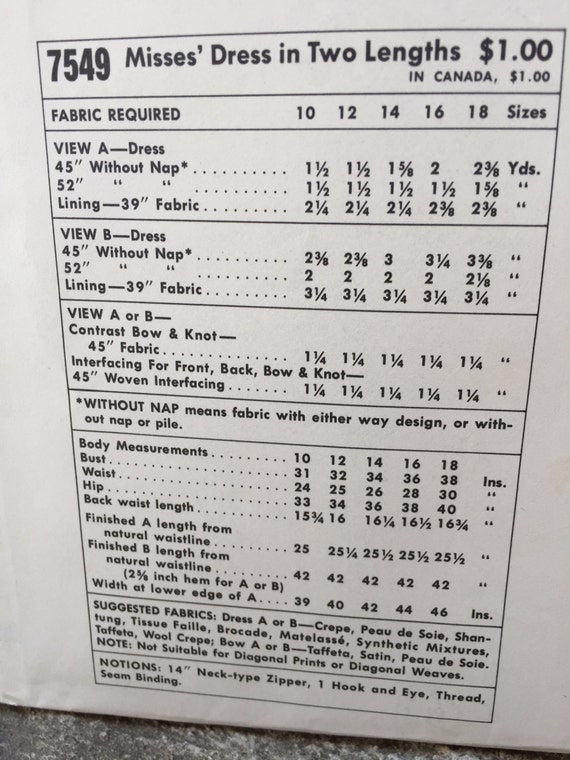 7549 Misses' Dress in Two Lengths $1.00
IN CANADA, $1.00
FABRIC REQUIRED 10 12 14 16 18 Sizes
VIEW A—Dress
45" Without Nap* .......... 1½ 1½ 1⅝ 2 2⅜ Yds.
52" " " .......... 1½ 1½ 1½ 1½ 1⅝ "
Lining—39" Fabric ......... 2¼ 2¼ 2¼ 2⅜ 2⅜ "
VIEW B—Dress
45" Without Nap* .......... 2⅜ 2⅜ 3 3¼ 3⅜ "
52" " " .......... 2 2 2 2 2⅛ "
Lining—39" Fabric ......... 3¼ 3¼ 3¼ 3¼ 3¼ "
VIEW A or B—
Contrast Bow & Knot—
45" Fabric ............ 1¼ 1¼ 1¼ 1¼ 1¼ "
Interfacing For Front, Back, Bow & Knot—
45" Woven Interfacing ....... 1¼ 1¼ 1¼ 1¼ 1¼ "
*WITHOUT NAP means fabric with either way design, or with-
out nap or pile.
Body Measurements ......... 10 12 14 16 18
Bust .................. 31 32 34 36 38 Ins.
Waist ................. 24 25 26 28 30 "
Hip ................... 33 34 36 38 40 "
Back waist length ......... 15¾ 16 16¼ 16½ 16¾ "
Finished A length from
natural waistline ......... 25 25¼ 25½ 25½ 25½ "
Finished B length from
natural waistline ......... 42 42 42 42 42 "
(2⅝ inch hem for A or B)
Width at lower edge of A .... 39 40 42 44 46 Ins.
SUGGESTED FABRICS: Dress A or B—Crepe, Peau de Soie, Shan-
tung, Tissue Faille, Brocade, Matelassé, Synthetic Mixtures,
Taffeta, Wool Crepe; Bow A or B—Taffeta, Satin, Peau de Soie.
NOTE: Not Suitable for Diagonal Prints or Diagonal Weaves.
NOTIONS: 14" Neck-type Zipper, 1 Hook and Eye, Thread,
Seam Binding.